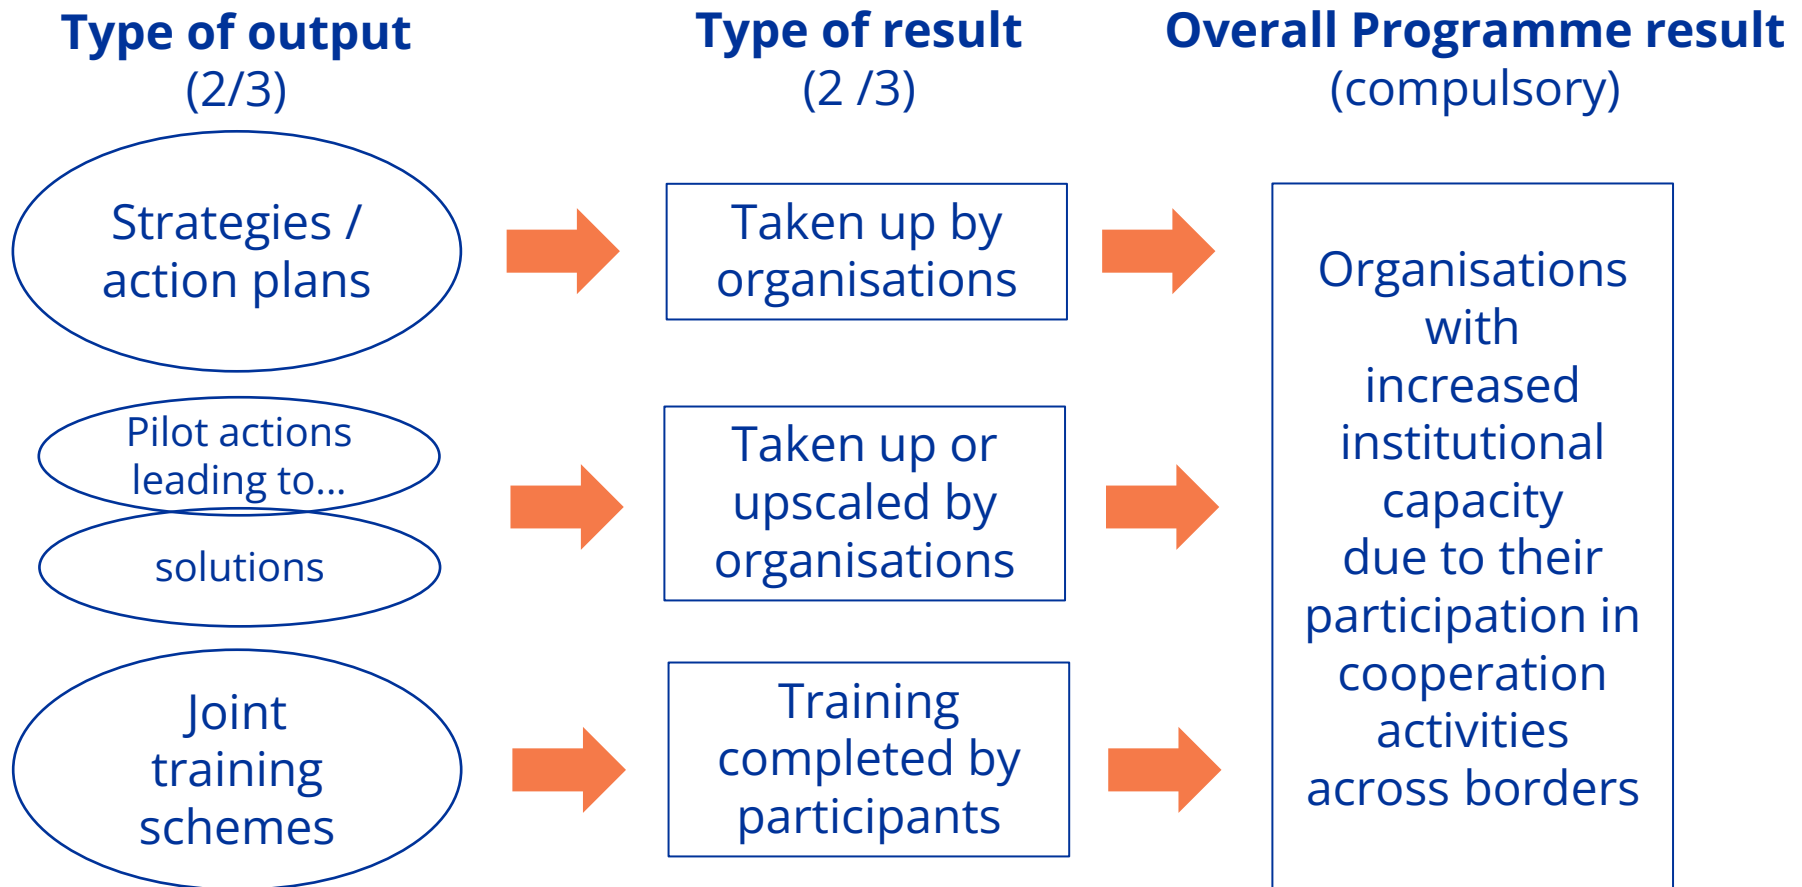 Type of output
(2/3)
Type of result
(2 /3)
Overall Programme result
(compulsory)
Strategies /
action plans
Taken up by
organisations
Pilot actions
leading to...
solutions
Taken up or
upscaled by
organisations
Joint
training
schemes
Training
completed by
participants
Organisations
with
increased
institutional
capacity
due to their
participation in
cooperation
activities
across borders